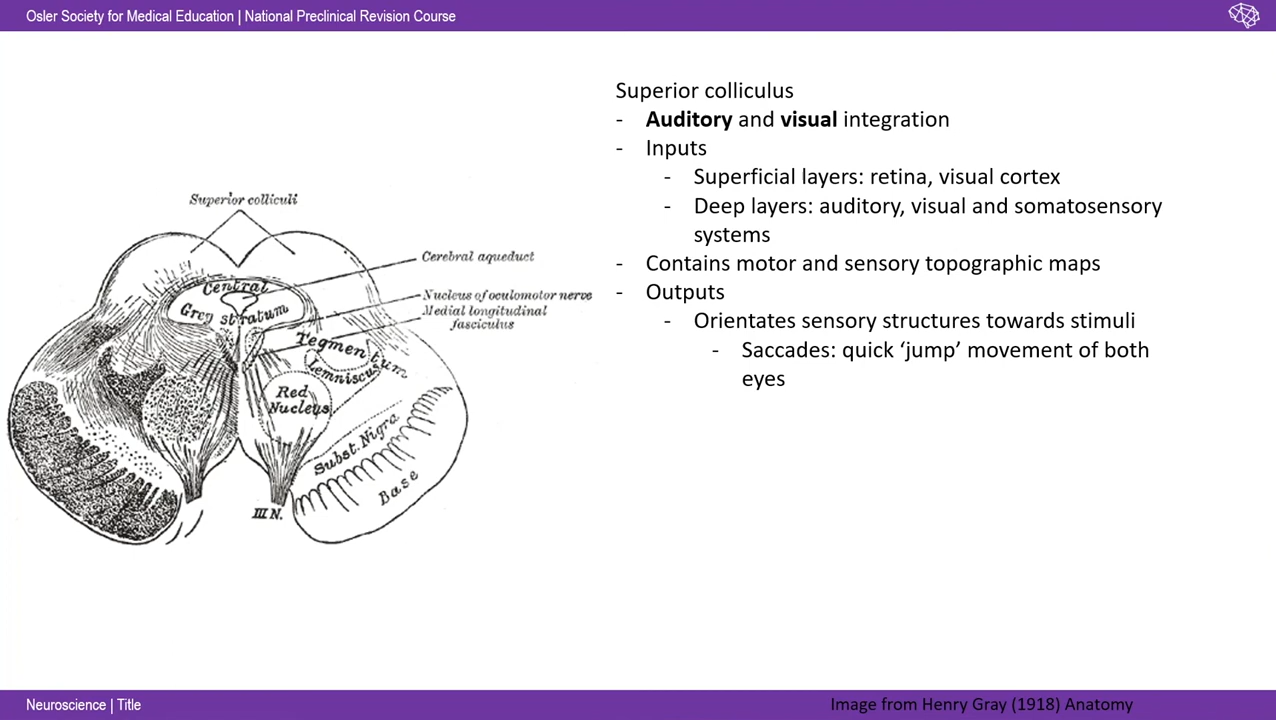 Osler Society for Medical Education | National Preclinical Revision Course
Superior colliculus
- Auditory and visual integration
- Inputs
- Superficial layers: retina, visual cortex
- Deep layers: auditory, visual and somatosensory
systems
- Contains motor and sensory topographic maps
- Outputs
- Orientates sensory structures towards stimuli
- Saccades: quick ‘jump’ movement of both
eyes
Superior colliculi
Cerebral aqueduct
Nucleus of oculomotor nerve
Medial longitudinal
fasciculus
Central
Grey stratum
Tegmentum
Lemniscus
Red
Nucleus
Subst. Nigra
Base
III N.
Neuroscience | Title
Image from Henry Gray (1918) Anatomy